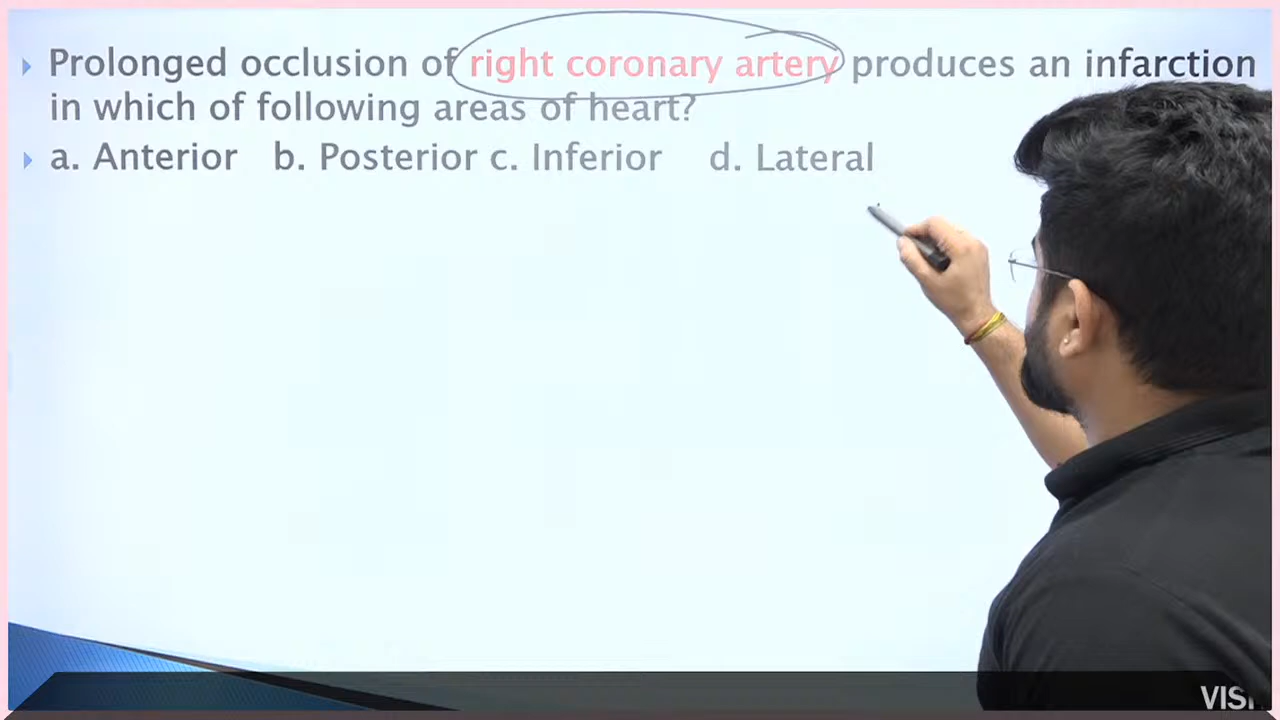 Prolonged occlusion of right coronary artery produces an infarction
in which of following areas of heart?
a. Anterior b. Posterior c. Inferior d. Lateral